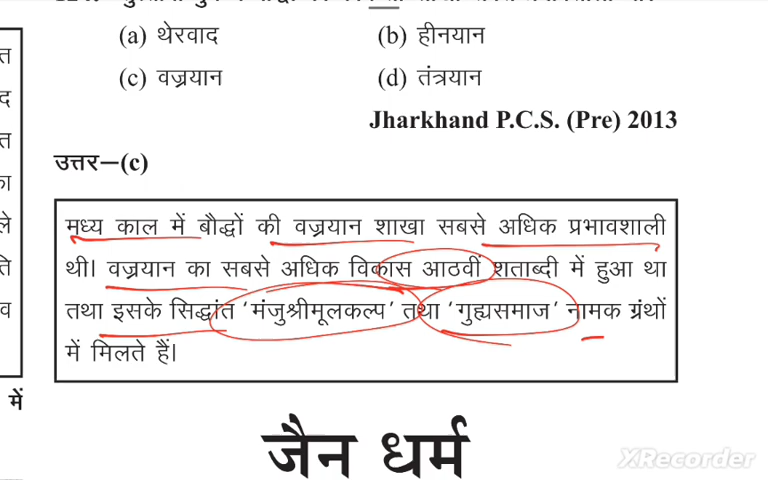 (a) थेरवाद (b) हीनयान
(c) वज्रयान (d) तंत्रयान
Jharkhand P.C.S. (Pre) 2013
उत्तर—(c)
मध्य काल में बौद्धों की वज्रयान शाखा सबसे अधिक प्रभावशाली
थी। वज्रयान का सबसे अधिक विकास आठवीं शताब्दी में हुआ था
तथा इसके सिद्धांत ‘मंजुश्रीमूलकल्प’ तथा ‘गुह्यसमाज’ नामक ग्रंथों
में मिलते हैं।
में
जैन धर्म
XRecorder